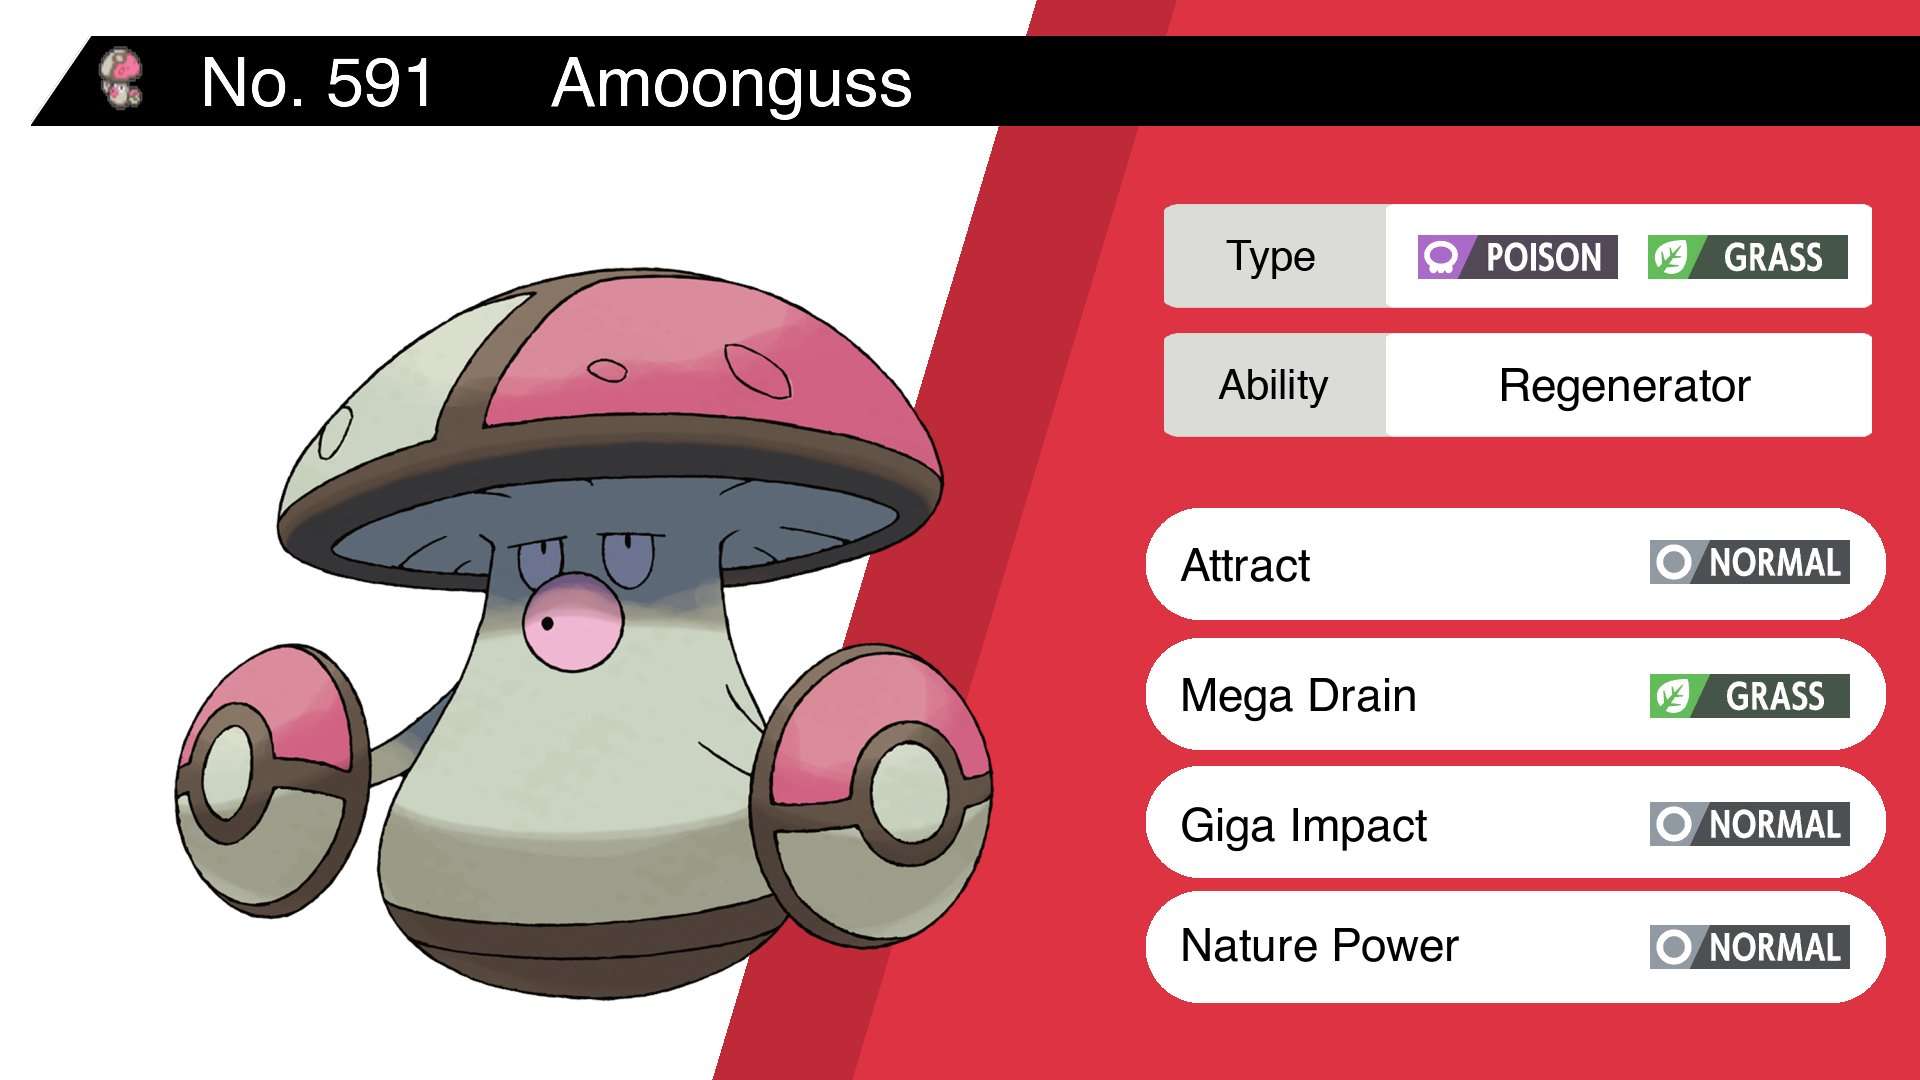 No. 591 Amoonguss
Type POISON GRASS
Ability Regenerator
Attract NORMAL
Mega Drain GRASS
Giga Impact NORMAL
Nature Power NORMAL